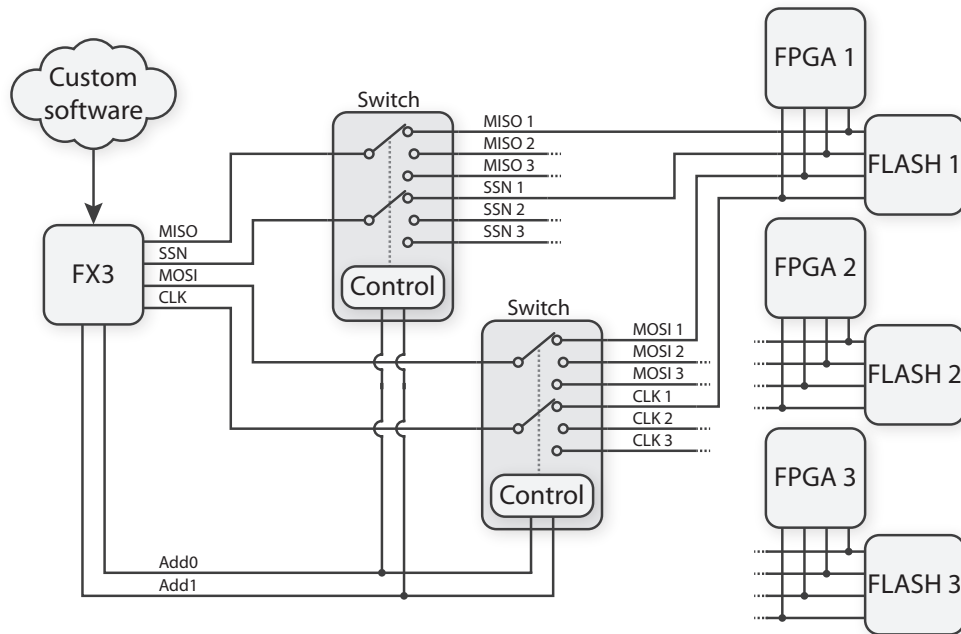 Custom
software
FX3
MISO
SSN
MOSI
CLK
Add0
Add1
Switch
MISO 1
MISO 2
MISO 3
SSN 1
SSN 2
SSN 3
Control
Switch
MOSI 1
MOSI 2
MOSI 3
CLK 1
CLK 2
CLK 3
Control
FPGA 1
FLASH 1
FPGA 2
FLASH 2
FPGA 3
FLASH 3